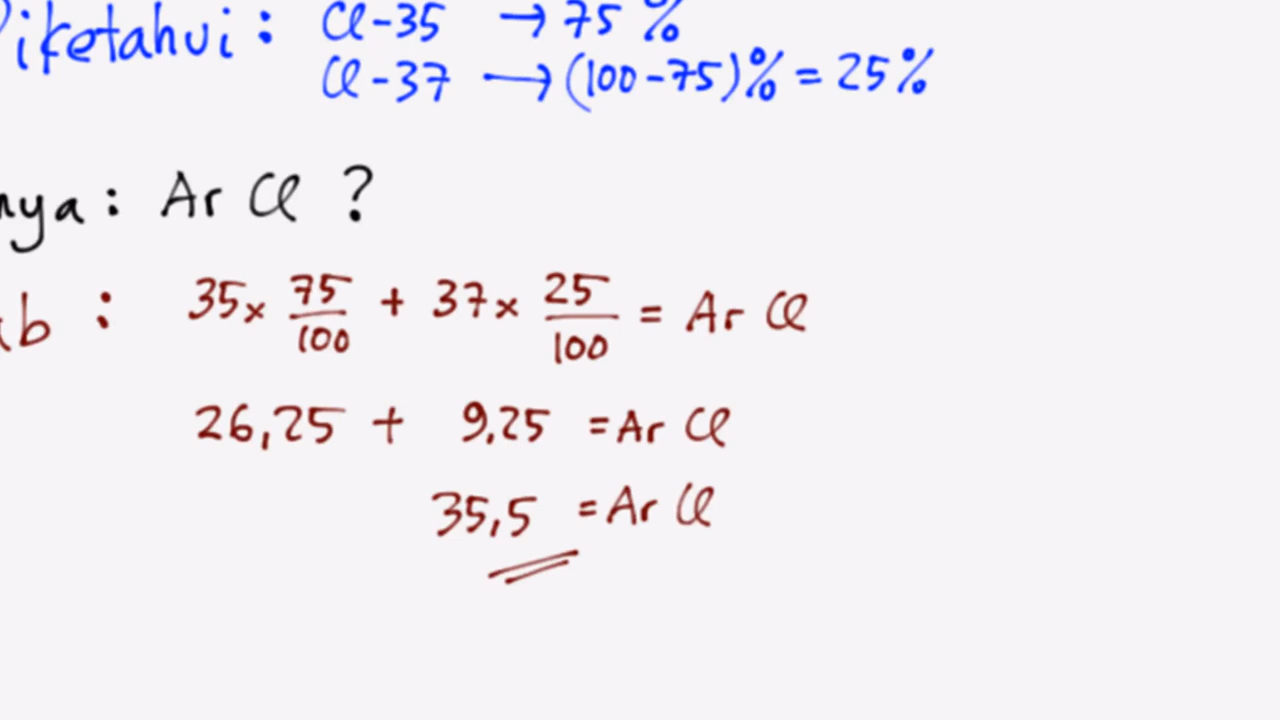 Diketahui : Cl-35 → 75 %
Cl-37 → (100-75)% = 25%
nya : Ar Cl ?
ab : 35 x 75/100 + 37 x 25/100 = Ar Cl
26,25 + 9,25 = Ar Cl
35,5 = Ar Cl